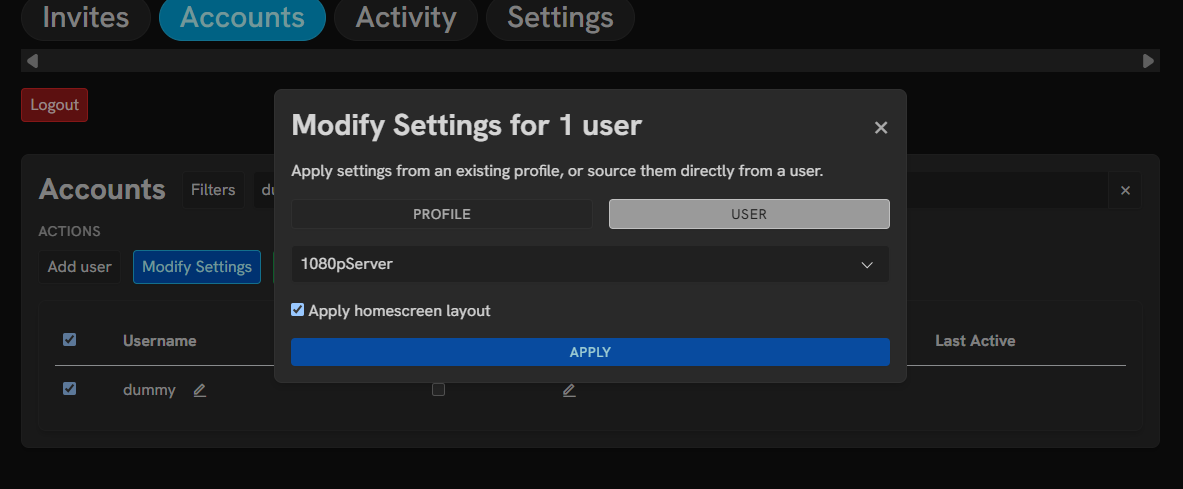 Invites Accounts Activity Settings
Logout
Modify Settings for 1 user
Apply settings from an existing profile, or source them directly from a user.
PROFILE USER
1080pServer
Apply homescreen layout
APPLY
Accounts Filters
ACTIONS
Add user Modify Settings
Username Last Active
dummy